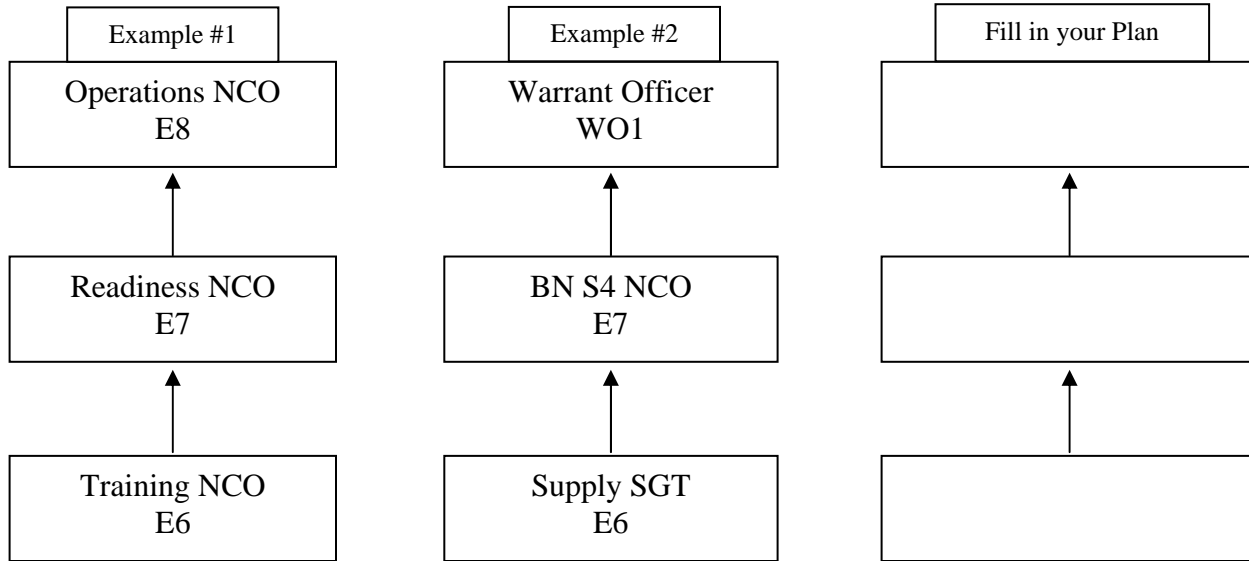 Example #1
Example #2
Fill in your Plan
Operations NCO
E8
Warrant Officer
WO1
Readiness NCO
E7
BN S4 NCO
E7
Training NCO
E6
Supply SGT
E6